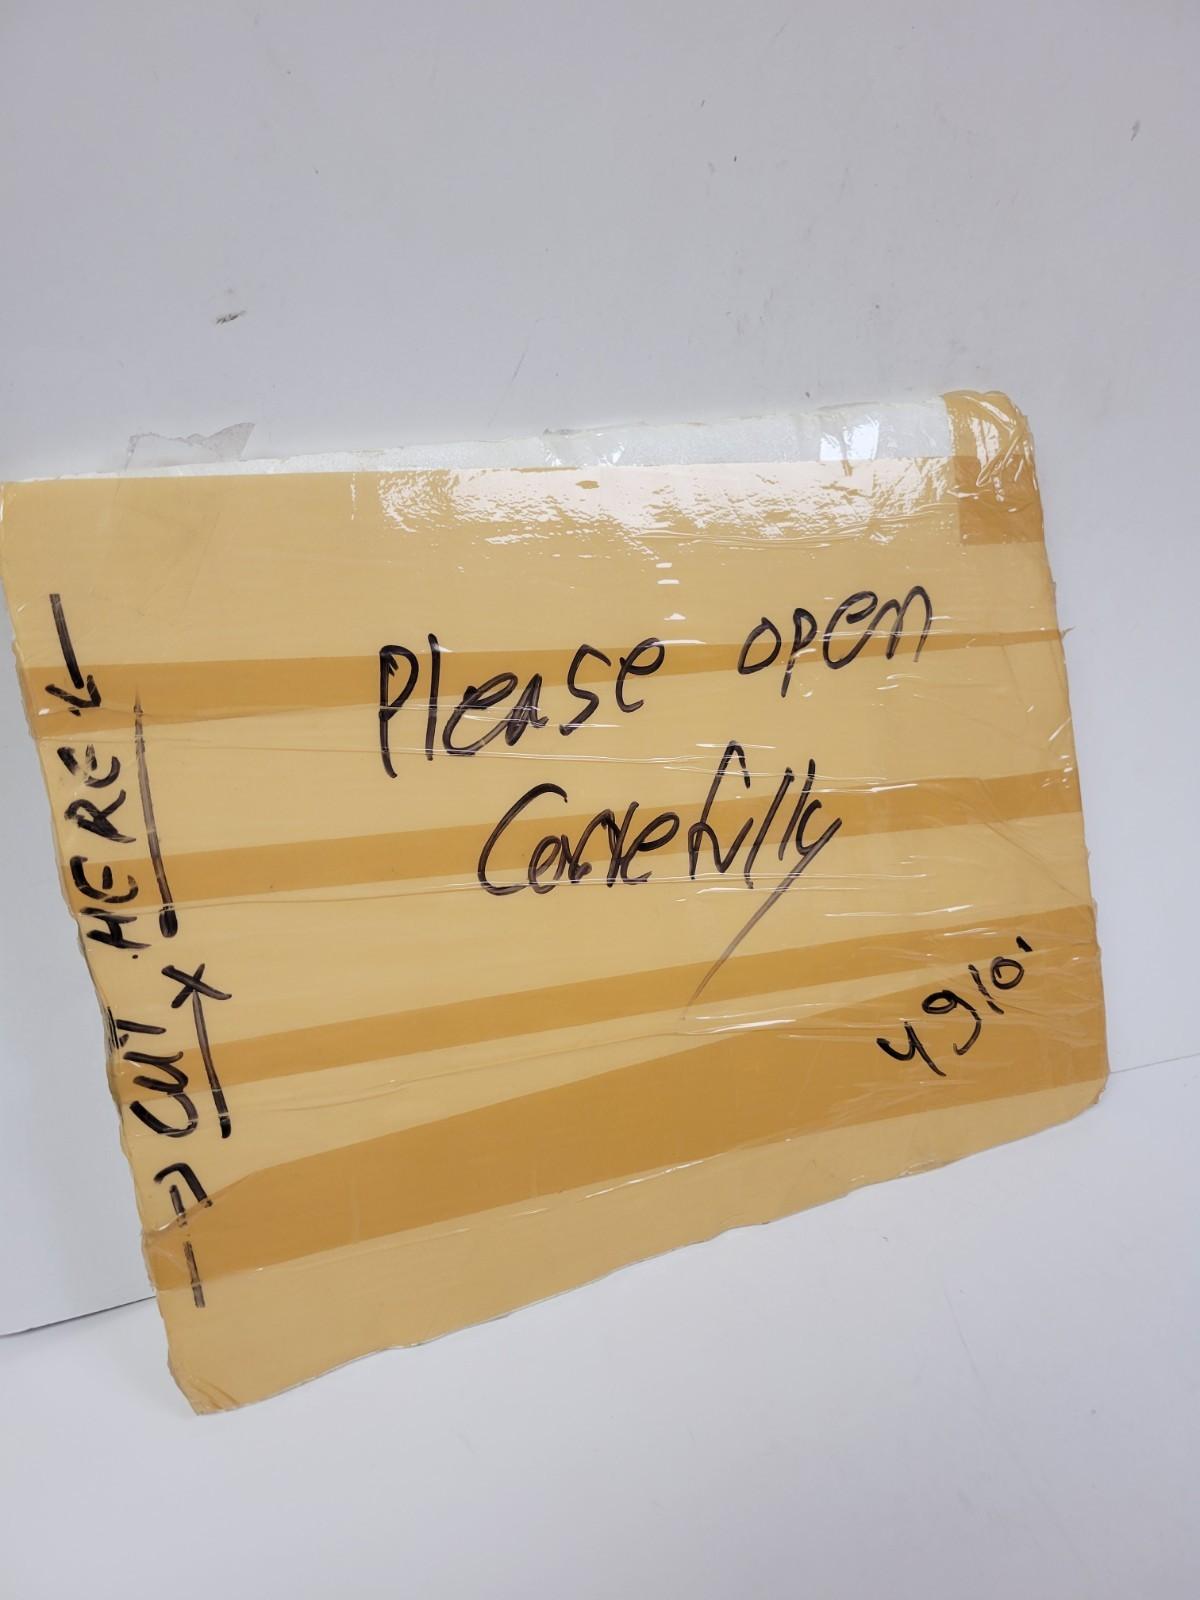 Please open
Carefully
4910'
→ CUT HERE ←